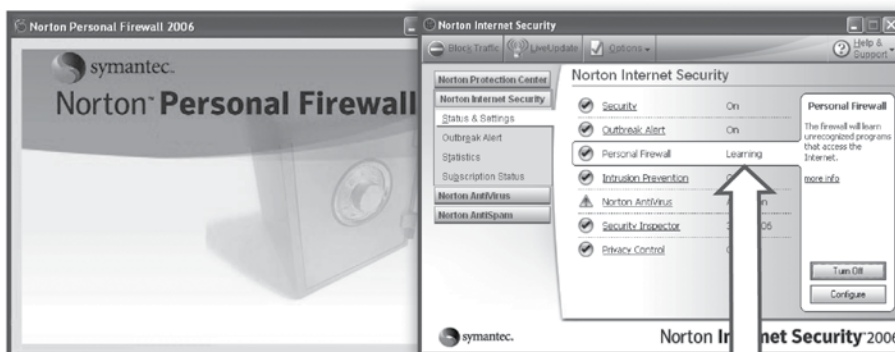 Norton Personal Firewall 2006
symantec.
Norton™ Personal Firewall
Norton Internet Security
Block Traffic LiveUpdate Options Help & Support
Norton Protection Center
Norton Internet Security
Status & Settings
Outbreak Alert
Statistics
Subscription Status
Norton AntiVirus
Norton AntiSpam
Norton Internet Security
Security On
Outbreak Alert On
Personal Firewall Learning
Intrusion Prevention
Norton AntiVirus
Security Inspector
Privacy Control
Personal Firewall
The firewall will learn
unrecognized programs
that access the
Internet.
more info
Turn Off
Configure
symantec.
Norton Security 2006